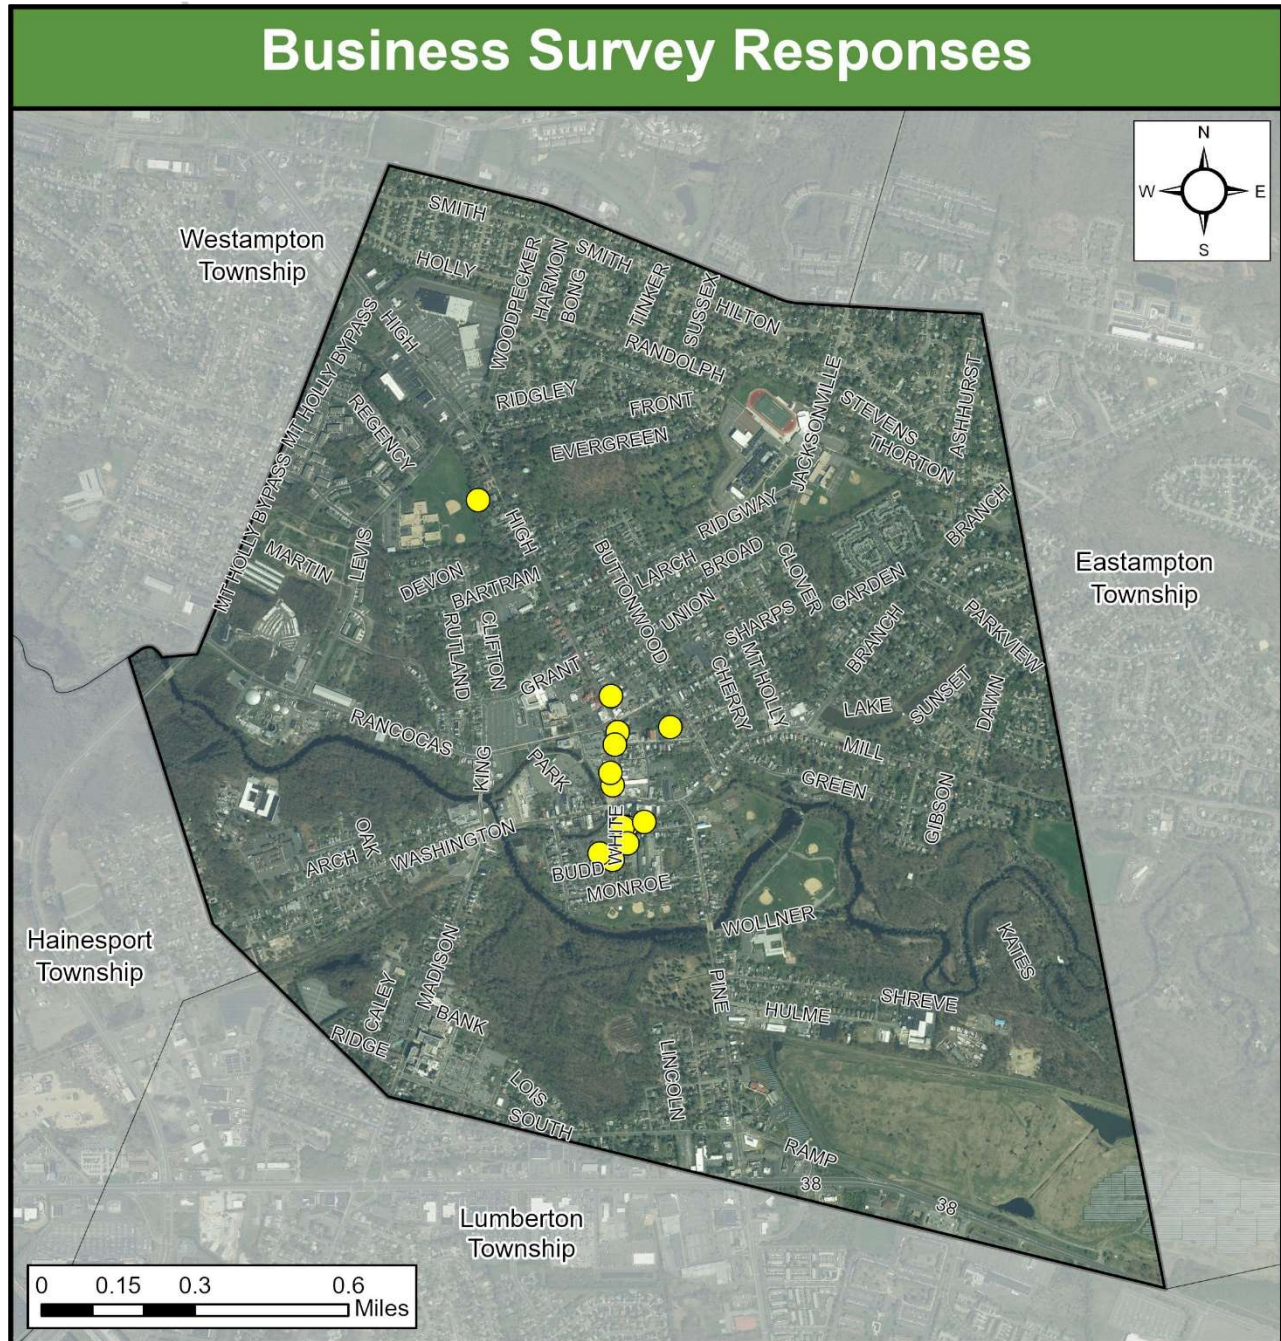 Business Survey Responses
N
W E
S
Westampton
Township
SMITH
HOLLY
WOODPECKER
HARMON
BONG
SMITH
TINKER
SUSSEX
HILTON
RANDOLPH
HIGH
MT HOLLY BYPASS
REGENCY
RIDGLEY
FRONT
EVERGREEN
JACKSONVILLE
STEVENS
THORTON
ASHHURST
MT HOLLY BYPASS
MARTIN
LEVIS
HIGH
DEVON
BARTRAM
RUTLAND
CLIFTON
BUTTONWOOD
LARCH
RIDGWAY
BROAD
UNION
CLOVER
SHARPS
GARDEN
BRANCH
Eastampton
Township
PARKVIEW
BRANCH
MT HOLLY
CHERRY
GRANT
LAKE
SUNSET
DAWN
MILL
GREEN
GIBSON
RANCOCAS
KING
PARK
OAK
ARCH
WASHINGTON
WHITE
BUDD
MONROE
WOLLNER
Hainesport
Township
KATES
MADISON
CALEY
BANK
RIDGE
PINE
HULME
SHREVE
LINCOLN
LOIS
SOUTH
RAMP
38
38
Lumberton
Township
0 0.15 0.3 0.6
Miles